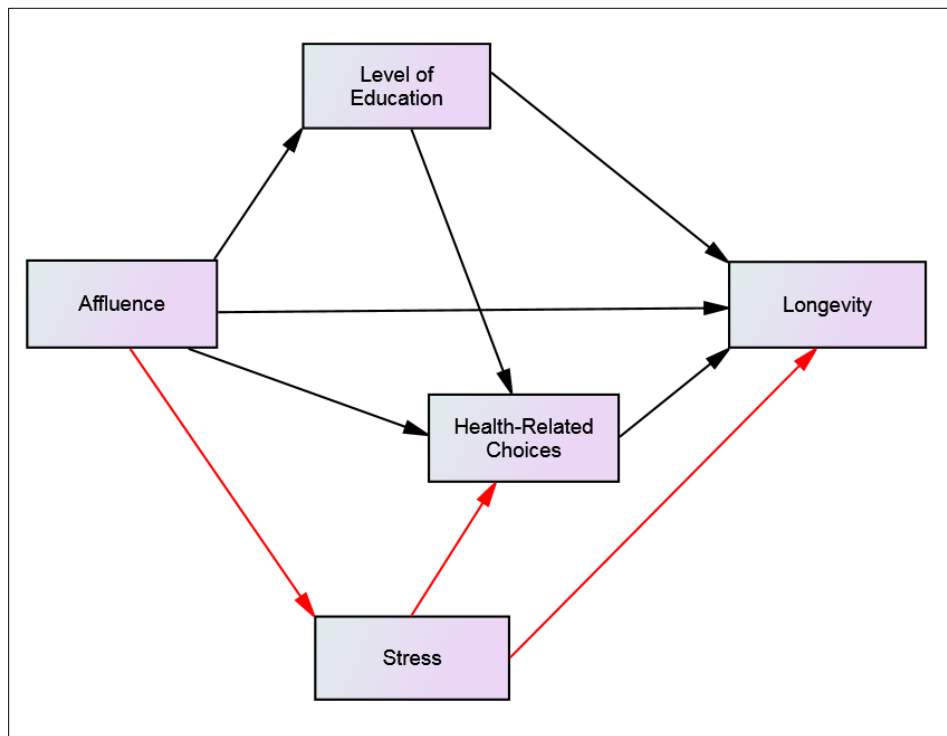 Level of
Education
Affluence
Longevity
Health-Related
Choices
Stress